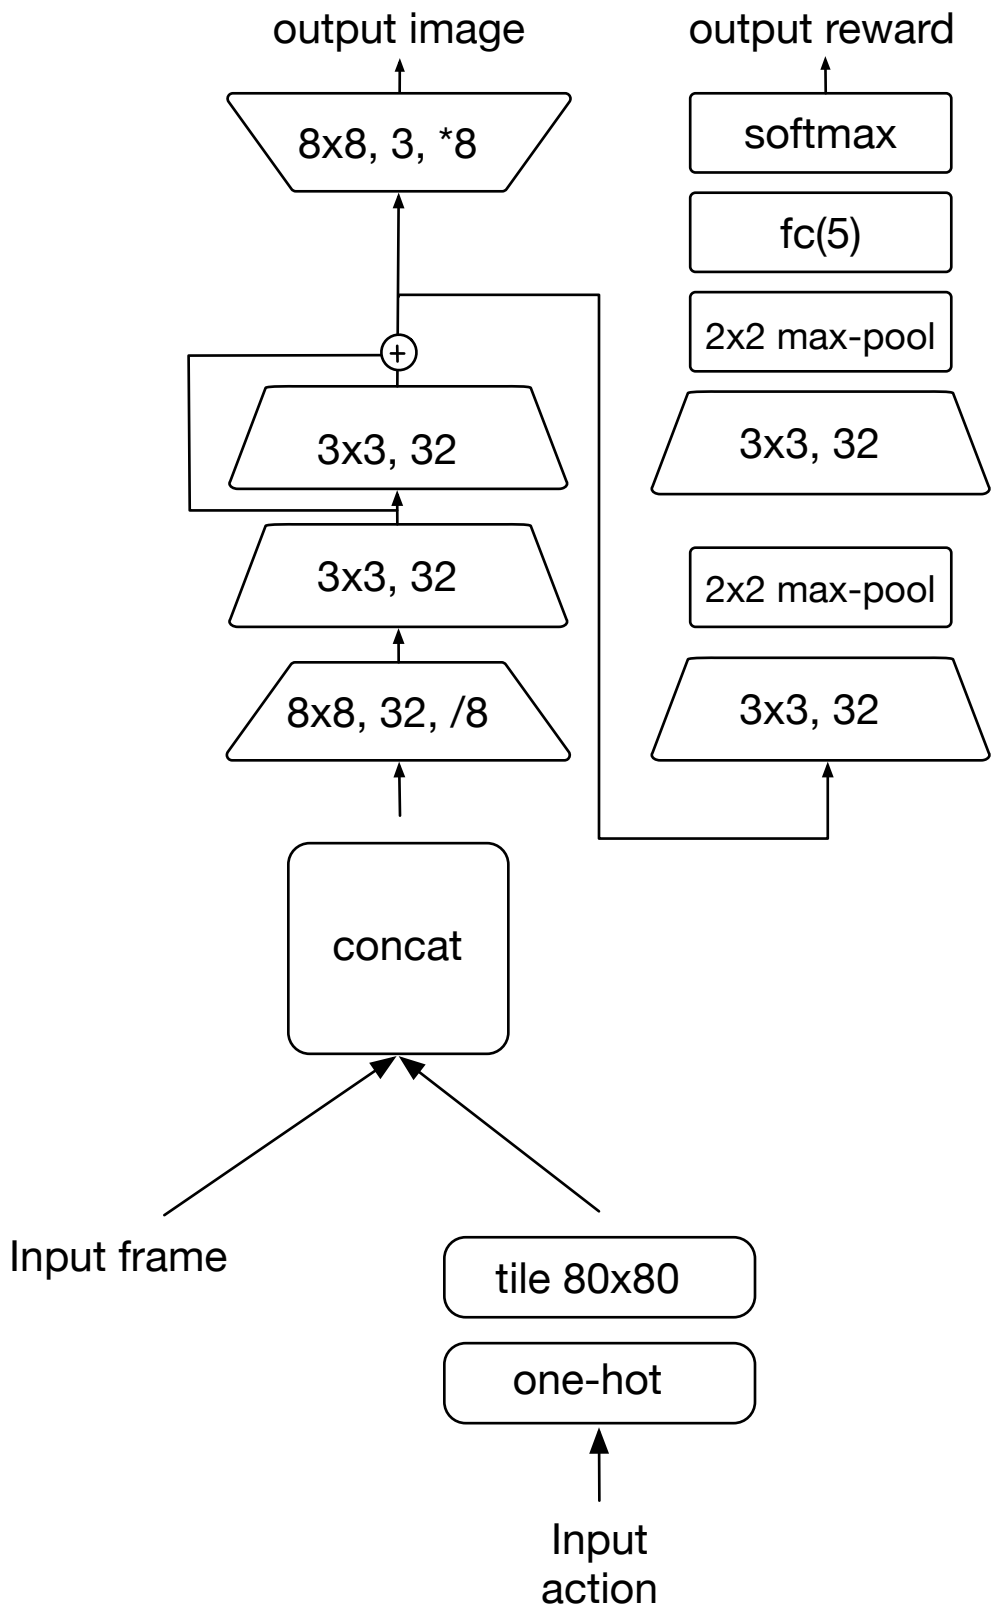 output image
output reward
8x8, 3, *8
softmax
fc(5)
2x2 max-pool
+
3x3, 32
3x3, 32
3x3, 32
2x2 max-pool
8x8, 32, /8
3x3, 32
concat
Input frame
tile 80x80
one-hot
Input
action